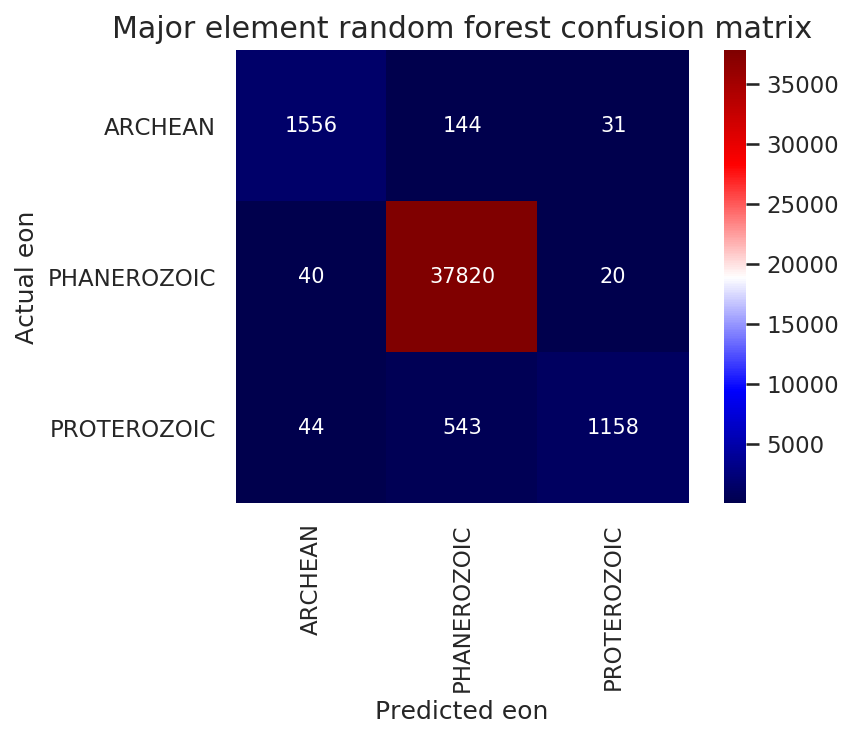 Major element random forest confusion matrix
Actual eon
ARCHEAN
1556 144 31
PHANEROZOIC
40 37820 20
PROTEROZOIC
44 543 1158
ARCHEAN
PHANEROZOIC
PROTEROZOIC
Predicted eon
35000
30000
25000
20000
15000
10000
5000